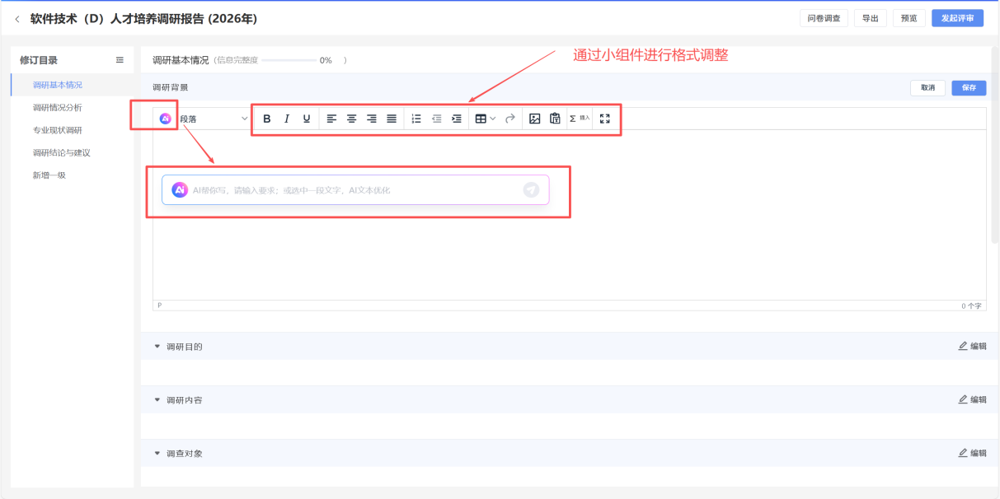 软件技术（D）人才培养调研报告 (2026年)
问卷调查 导出 预览 发起评审
修订目录
调研基本情况
调研情况分析
专业现状调研
调研结论与建议
新增一级
调研基本情况（信息完整度 0% ）
通过小组件进行格式调整
调研背景
取消 保存
Ai 段落 B I U Σ 插入
Ai AI帮你写，请输入要求；或选中一段文字，AI文本优化
P 0 个字
调研目的 编辑
调研内容 编辑
调查对象 编辑